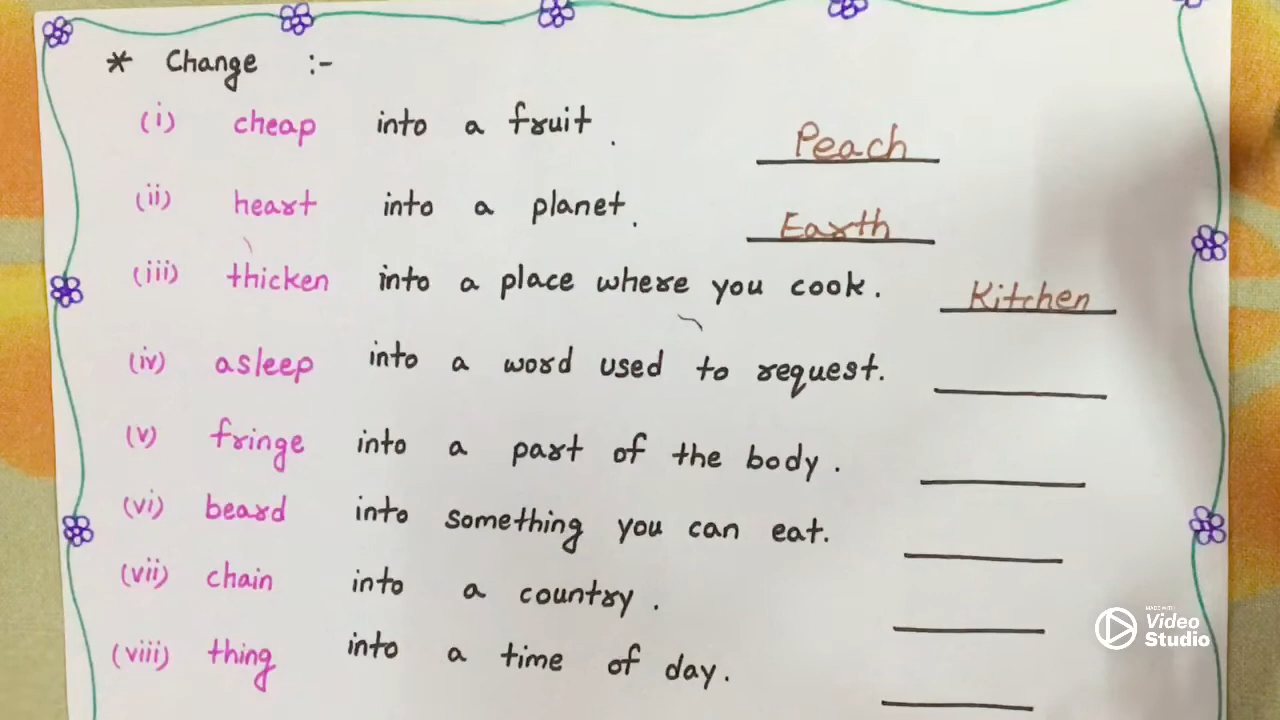 * Change :-
(i) cheap into a fruit. Peach
(ii) heart into a planet. Earth
(iii) thicken into a place where you cook. Kitchen
(iv) asleep into a word used to request.
(v) fringe into a part of the body.
(vi) beard into something you can eat.
(vii) chain into a country.
(viii) thing into a time of day.
MADE WITH
Video
Studio